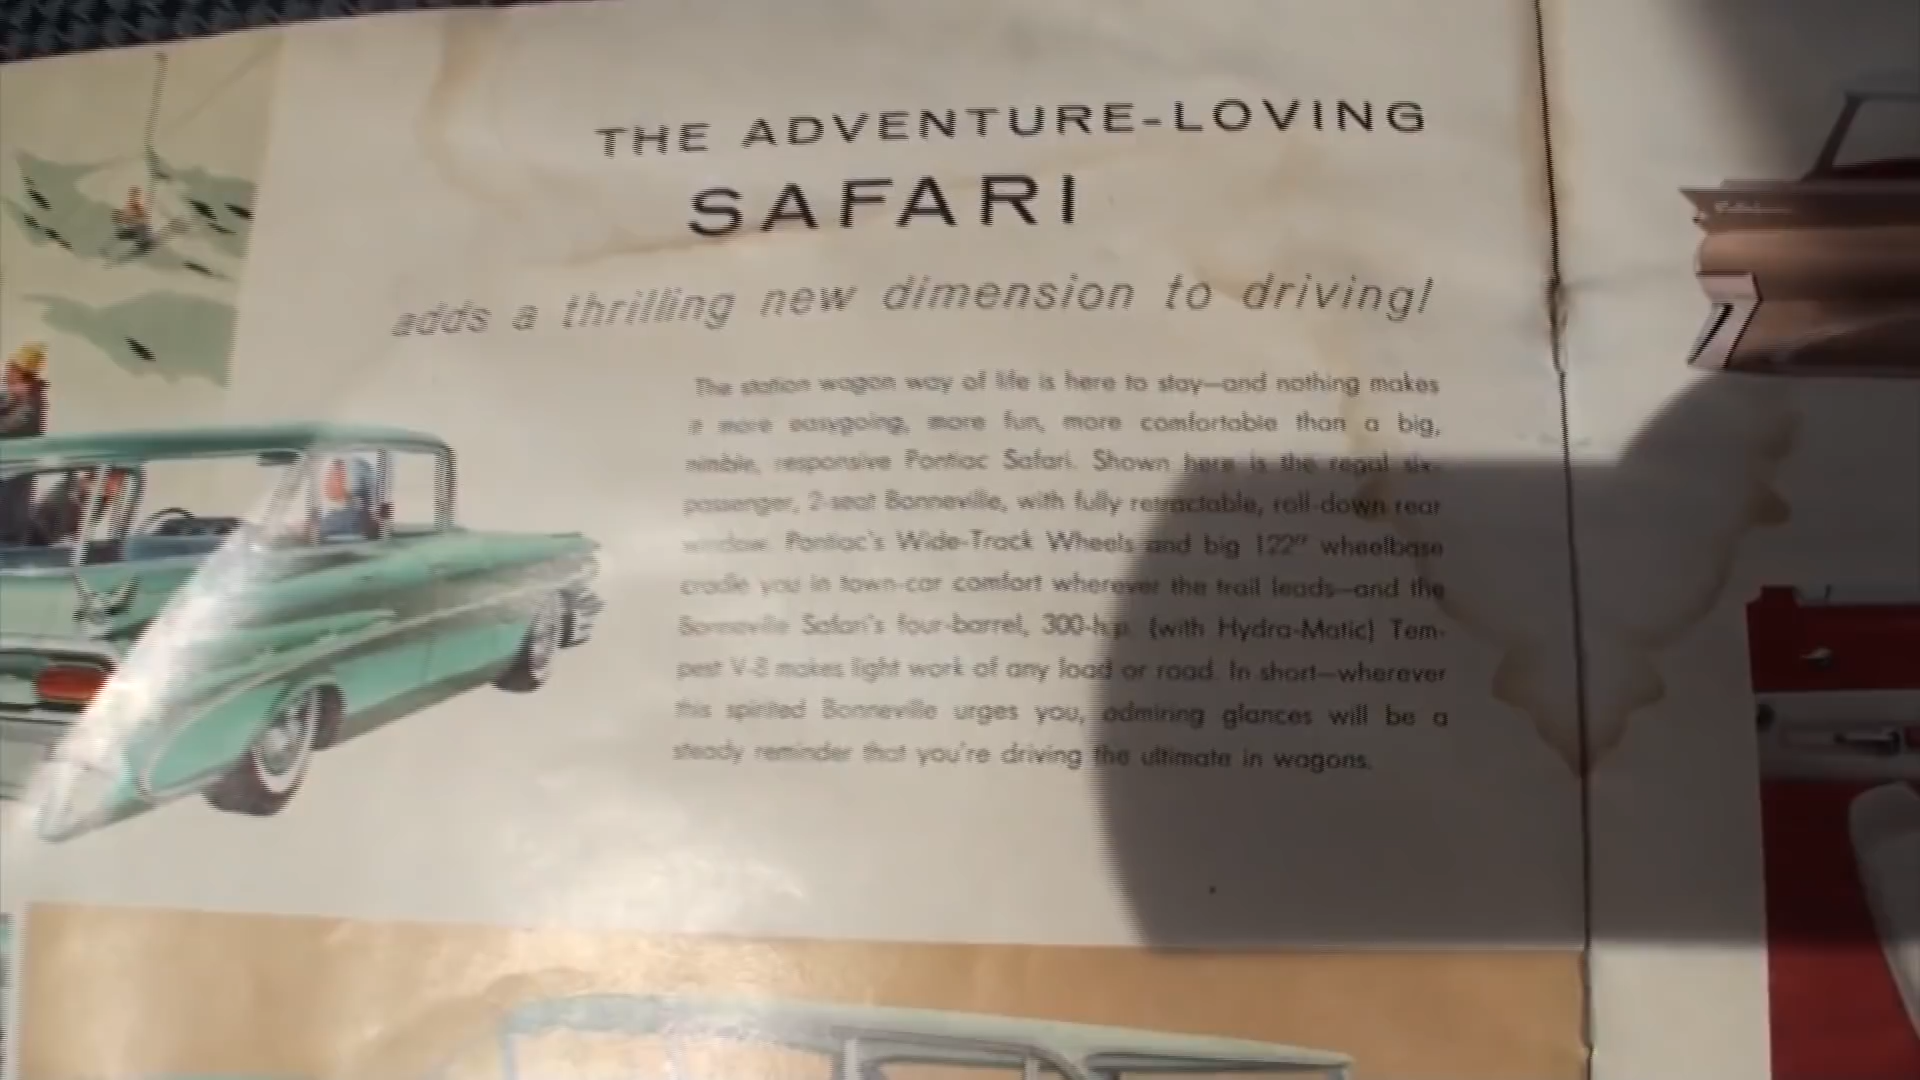 THE ADVENTURE-LOVING
SAFARI
adds a thrilling new dimension to driving!
The station wagon way of life is here to stay—and nothing makes
it more easygoing, more fun, more comfortable than a big,
nimble, responsive Pontiac Safari. Shown here is the regal six-
passenger, 2-seat Bonneville, with fully retractable, roll-down rear
window. Pontiac's Wide-Track Wheels and big 122" wheelbase
cradle you in town-car comfort wherever the trail leads—and the
Bonneville Safari's four-barrel, 300-h.p. (with Hydra-Matic) Tem-
pest V-8 makes light work of any load or road. In short—wherever
this spirited Bonneville urges you, admiring glances will be a
steady reminder that you're driving the ultimate in wagons.